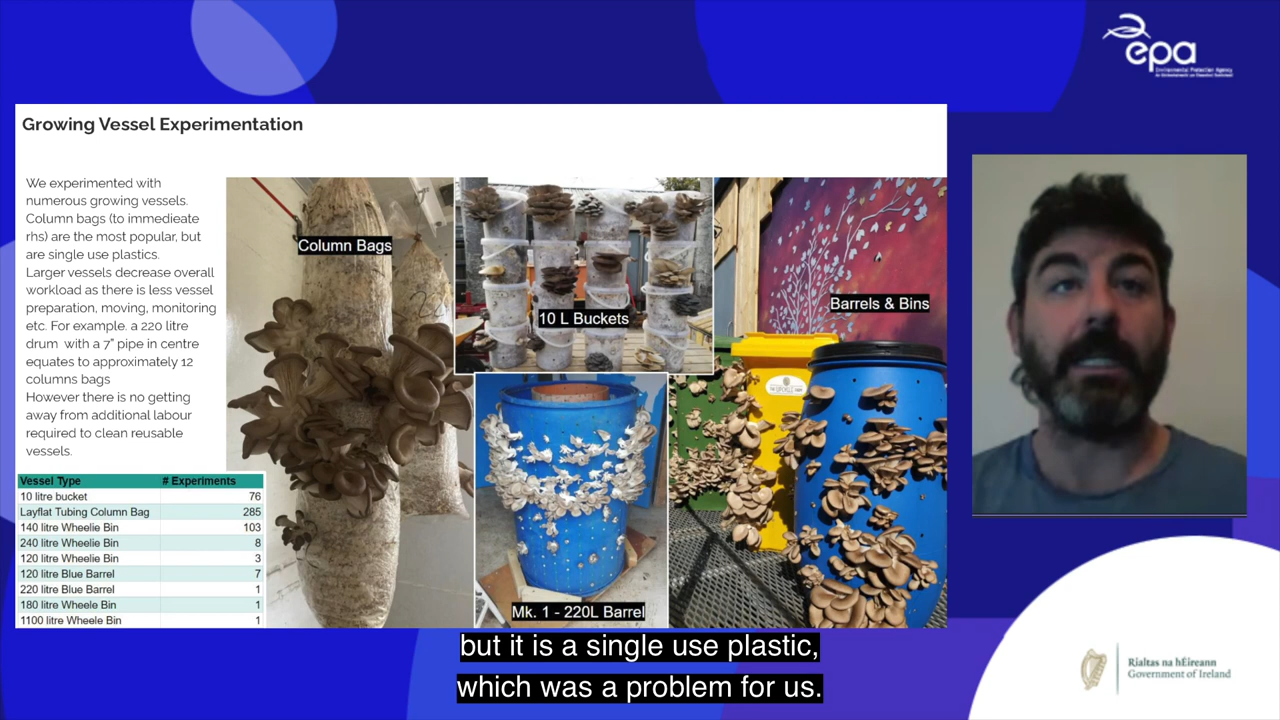 epa
Environmental Protection Agency
Growing Vessel Experimentation
We experimented with
numerous growing vessels.
Column bags (to immedieate
rhs) are the most popular, but
are single use plastics.
Larger vessels decrease overall
workload as there is less vessel
preparation, moving, monitoring
etc. For example. a 220 litre
drum with a 7" pipe in centre
equates to approximately 12
columns bags
However there is no getting
away from additional labour
required to clean reusable
vessels.
Column Bags
10 L Buckets
Barrels & Bins
Mk. 1 - 220L Barrel
Vessel Type # Experiments
10 litre bucket 76
Layflat Tubing Column Bag 285
140 litre Wheelie Bin 103
240 litre Wheelie Bin 8
120 litre Wheelie Bin 3
120 litre Blue Barrel 7
220 litre Blue Barrel 1
180 litre Wheele Bin 1
1100 litre Wheele Bin 1
but it is a single use plastic,
which was a problem for us.
Rialtas na hÉireann
Government of Ireland